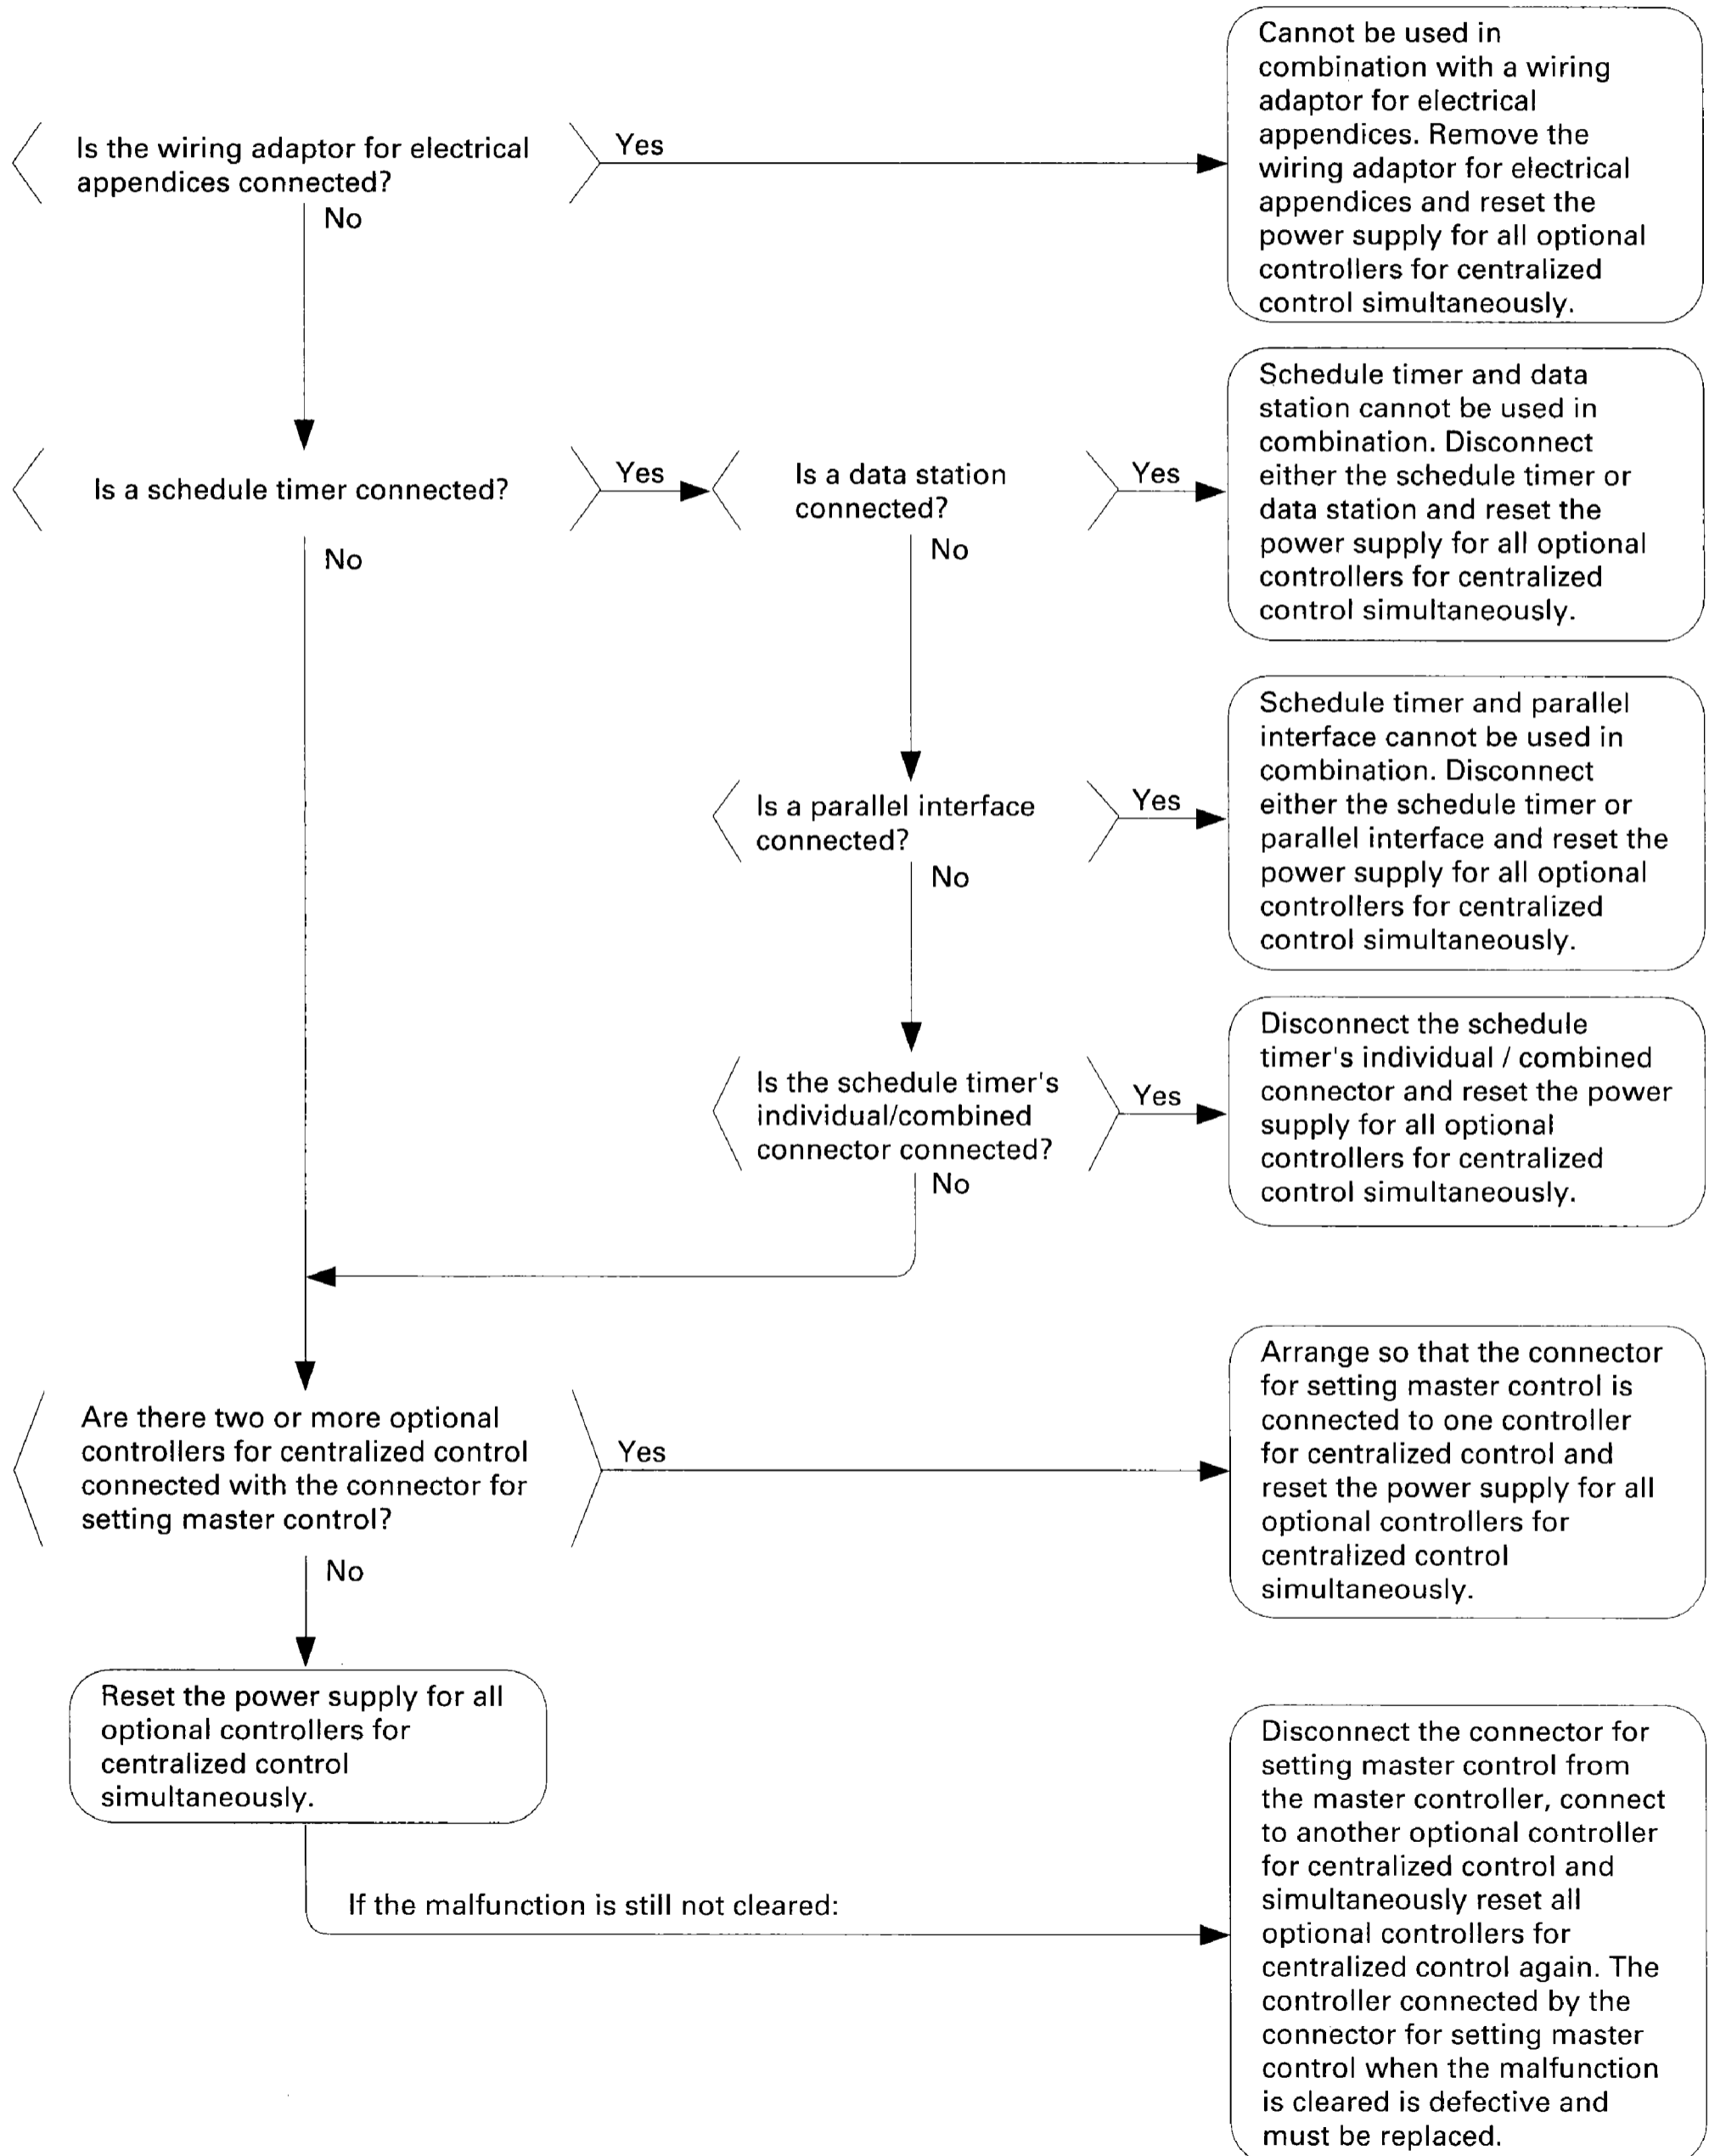 Cannot be used in
combination with a wiring
adaptor for electrical
appendices. Remove the
wiring adaptor for electrical
appendices and reset the
power supply for all optional
controllers for centralized
control simultaneously.
Is the wiring adaptor for electrical
appendices connected?
Yes
No
Is a schedule timer connected?
Yes
Is a data station
connected?
Yes
Schedule timer and data
station cannot be used in
combination. Disconnect
either the schedule timer or
data station and reset the
power supply for all optional
controllers for centralized
control simultaneously.
No
No
Is a parallel interface
connected?
Yes
Schedule timer and parallel
interface cannot be used in
combination. Disconnect
either the schedule timer or
parallel interface and reset the
power supply for all optional
controllers for centralized
control simultaneously.
No
Is the schedule timer's
individual/combined
connector connected?
Yes
Disconnect the schedule
timer's individual / combined
connector and reset the power
supply for all optional
controllers for centralized
control simultaneously.
No
Are there two or more optional
controllers for centralized control
connected with the connector for
setting master control?
Yes
Arrange so that the connector
for setting master control is
connected to one controller
for centralized control and
reset the power supply for all
optional controllers for
centralized control
simultaneously.
No
Reset the power supply for all
optional controllers for
centralized control
simultaneously.
If the malfunction is still not cleared:
Disconnect the connector for
setting master control from
the master controller, connect
to another optional controller
for centralized control and
simultaneously reset all
optional controllers for
centralized control again. The
controller connected by the
connector for setting master
control when the malfunction
is cleared is defective and
must be replaced.